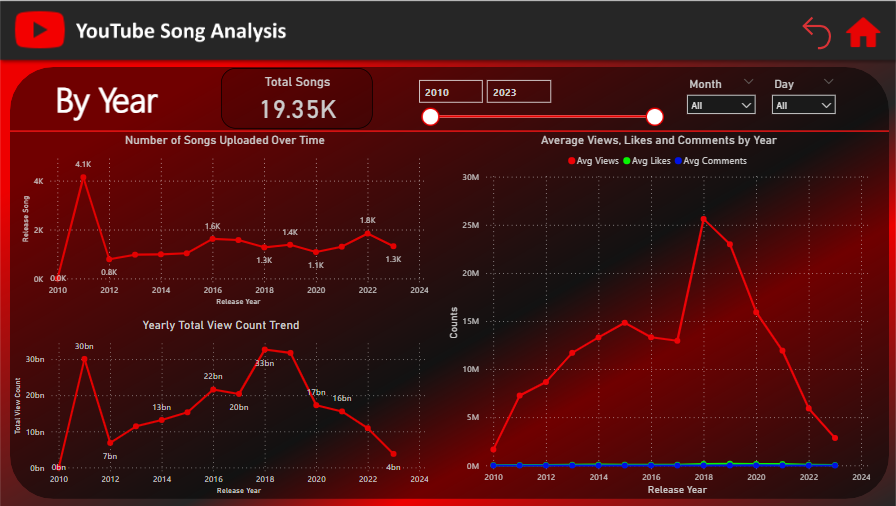 YouTube Song Analysis
By Year
Total Songs
19.35K
2010 2023
Month Day
All All
Number of Songs Uploaded Over Time
Release Song
4K
2K
0K
0.0K 4.1K 0.8K 1.6K 1.3K 1.4K 1.1K 1.8K 1.3K
2010 2012 2014 2016 2018 2020 2022 2024
Release Year
Yearly Total View Count Trend
Total View Count
30bn
20bn
10bn
0bn
0bn 30bn 7bn 13bn 22bn 20bn 33bn 17bn 16bn 4bn
2010 2012 2014 2016 2018 2020 2022 2024
Release Year
Average Views, Likes and Comments by Year
Avg Views Avg Likes Avg Comments
Counts
30M
25M
20M
15M
10M
5M
0M
2010 2012 2014 2016 2018 2020 2022 2024
Release Year